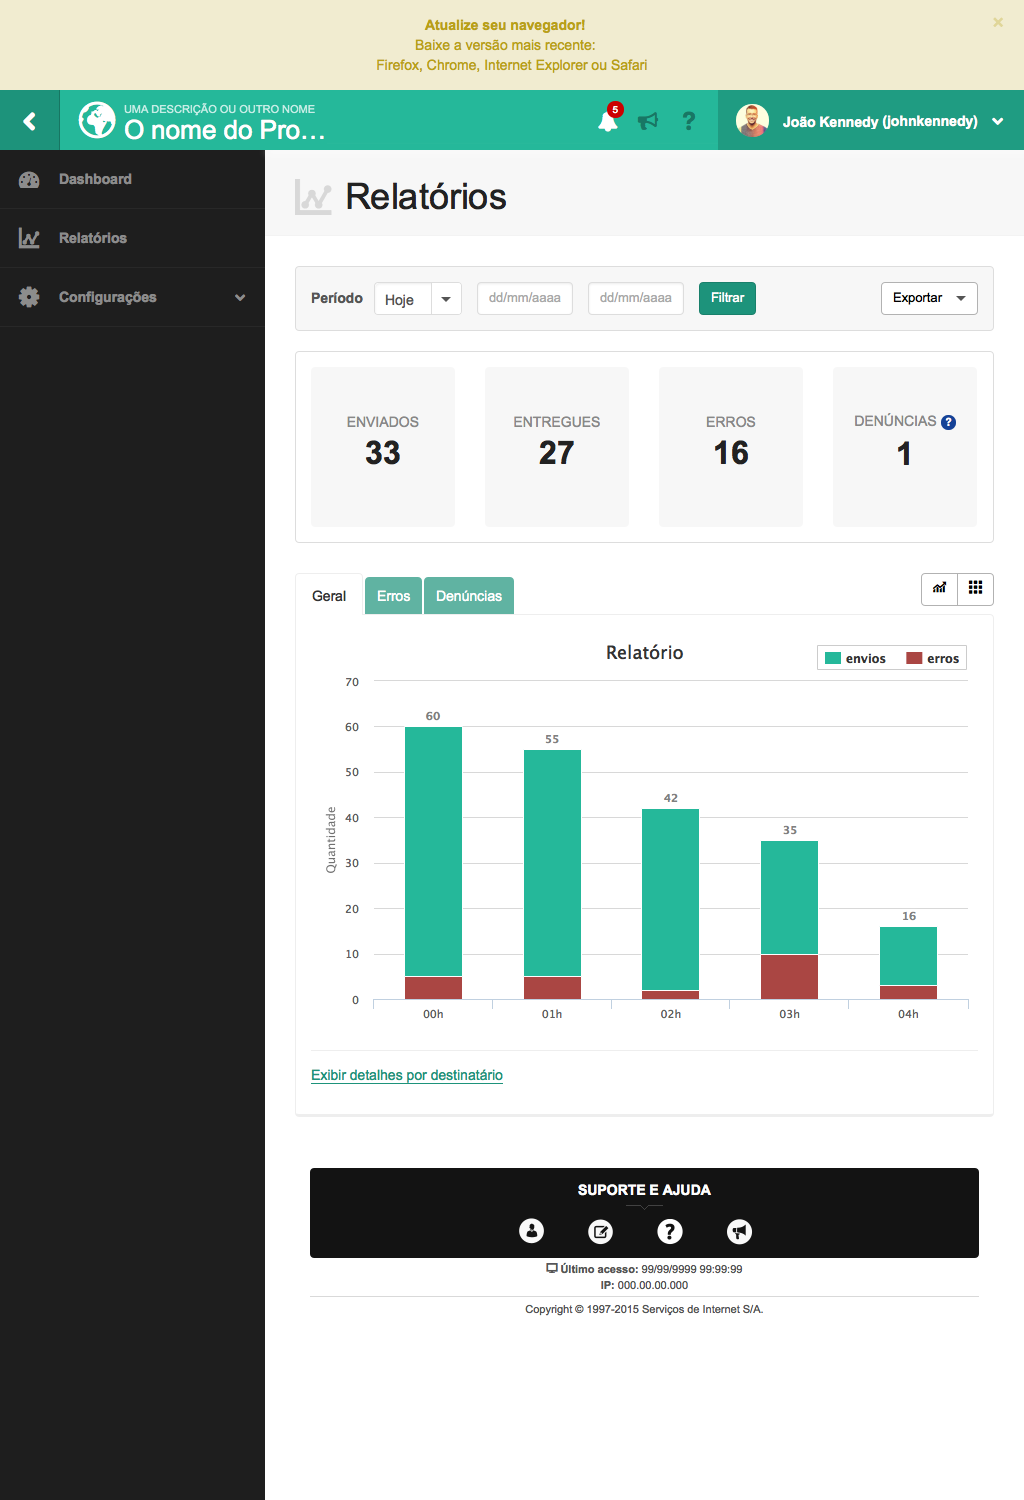 Atualize seu navegador!
×
Baixe a versão mais recente:
Firefox, Chrome, Internet Explorer ou Safari
UMA DESCRIÇÃO OU OUTRO NOME
O nome do Pro...
5
?
João Kennedy (johnkennedy)
Dashboard
Relatórios
Configurações
Relatórios
Período
Hoje
dd/mm/aaaa
dd/mm/aaaa
Filtrar
Exportar
ENVIADOS
33
ENTREGUES
27
ERROS
16
DENÚNCIAS ?
1
Geral
Erros
Denúncias
Relatório
envios
erros
Quantidade
70
60
50
40
30
20
10
0
60
55
42
35
16
00h
01h
02h
03h
04h
Exibir detalhes por destinatário
SUPORTE E AJUDA
?
Último acesso: 99/99/9999 99:99:99
IP: 000.00.00.000
Copyright © 1997-2015 Serviços de Internet S/A.